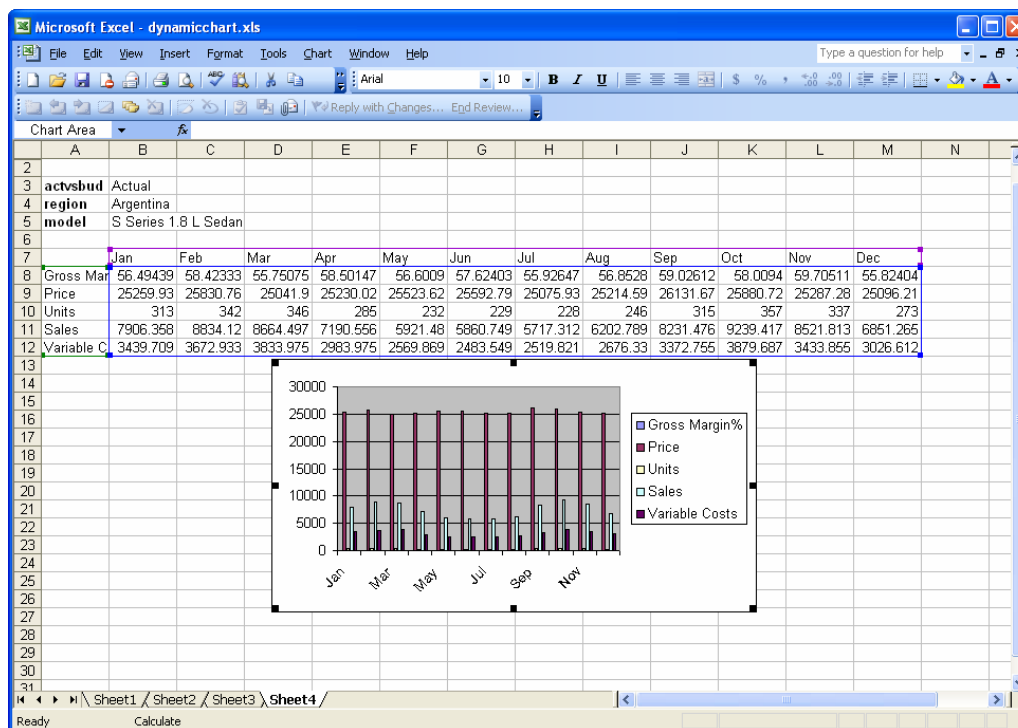 Microsoft Excel - dynamicchart.xls
File Edit View Insert Format Tools Chart Window Help Type a question for help
Arial 10 B I U $ % ,
Reply with Changes... End Review...
Chart Area fx
A B C D E F G H I J K L M N
2
3 actvsbud Actual
4 region Argentina
5 model S Series 1.8 L Sedan
6
7 Jan Feb Mar Apr May Jun Jul Aug Sep Oct Nov Dec
8 Gross Mar 56.49439 58.42333 55.75075 58.50147 56.6009 57.62403 55.92647 56.8528 59.02612 58.0094 59.70511 55.82404
9 Price 25259.93 25830.76 25041.9 25230.02 25523.62 25592.79 25075.93 25214.59 26131.67 25880.72 25287.28 25096.21
10 Units 313 342 346 285 232 229 228 246 315 357 337 273
11 Sales 7906.358 8834.12 8664.497 7190.556 5921.48 5860.749 5717.312 6202.789 8231.476 9239.417 8521.813 6851.265
12 Variable C 3439.709 3672.933 3833.975 2983.975 2569.869 2483.549 2519.821 2676.33 3372.755 3879.687 3433.855 3026.612
13
14
15
16
17
18
19
20
21
22
23
24
25
26
27
28
29
30
31
30000
25000
20000
15000
10000
5000
0
Jan Mar May Jul Sep Nov
Gross Margin%
Price
Units
Sales
Variable Costs
Sheet1 Sheet2 Sheet3 Sheet4
Ready Calculate